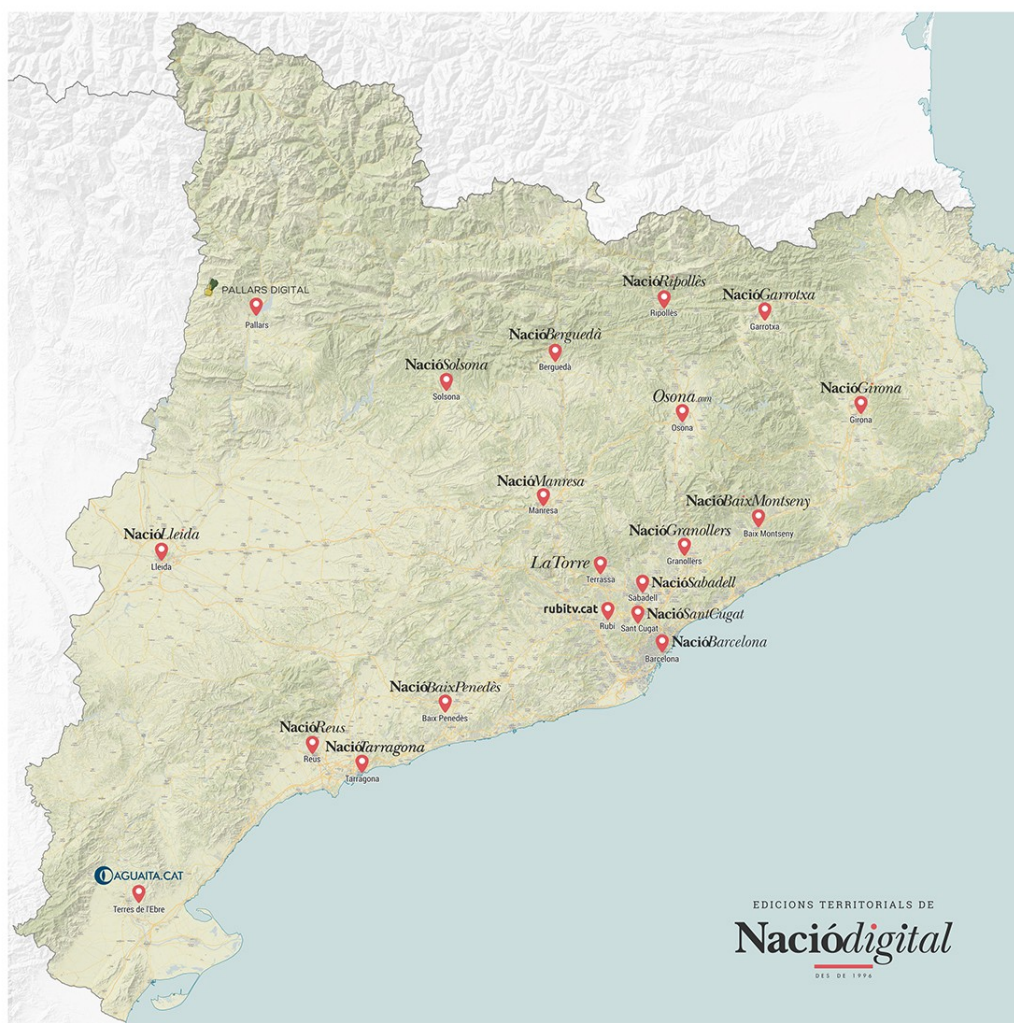 NacióRipollès
Ripollès
NacióGarrotxa
Garrotxa
PALLARS DIGITAL
Pallars
NacióBerguedà
Berguedà
NacióSolsona
Solsona
NacióGirona
Girona
Osona.com
Osona
NacióManresa
Manresa
NacióBaixMontseny
Baix Montseny
NacióLleida
Lleida
NacióGranollers
Granollers
LaTorre
Terrassa
NacióSabadell
Sabadell
rubitv.cat
Rubí
NacióSantCugat
Sant Cugat
NacióBarcelona
Barcelona
NacióBaixPenedès
Baix Penedès
NacióReus
Reus
NacióTarragona
Tarragona
AGUAITA.CAT
Terres de l'Ebre
EDICIONS TERRITORIALS DE
Naciódigital
DES DE 1996